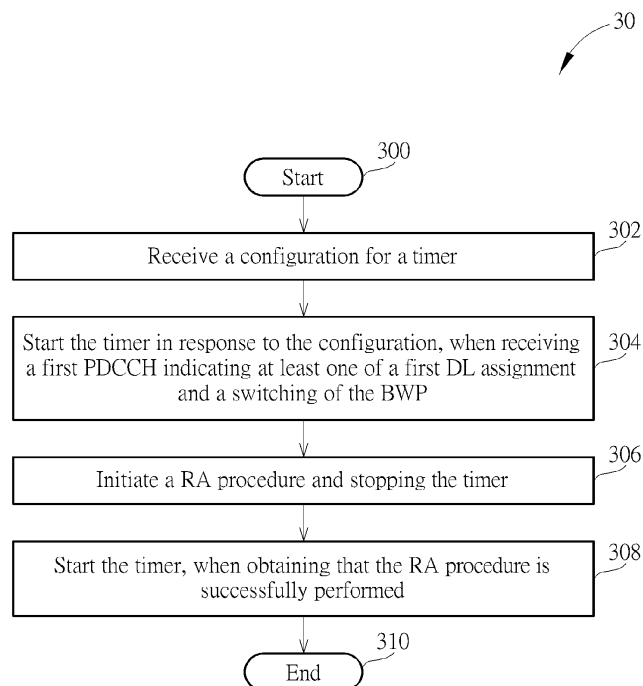 30
300
Start
302
Receive a configuration for a timer
Start the timer in response to the configuration, when receiving
a first PDCCH indicating at least one of a first DL assignment
and a switching of the BWP
304
Initiate a RA procedure and stopping the timer
306
Start the timer, when obtaining that the RA procedure is
successfully performed
308
310
End